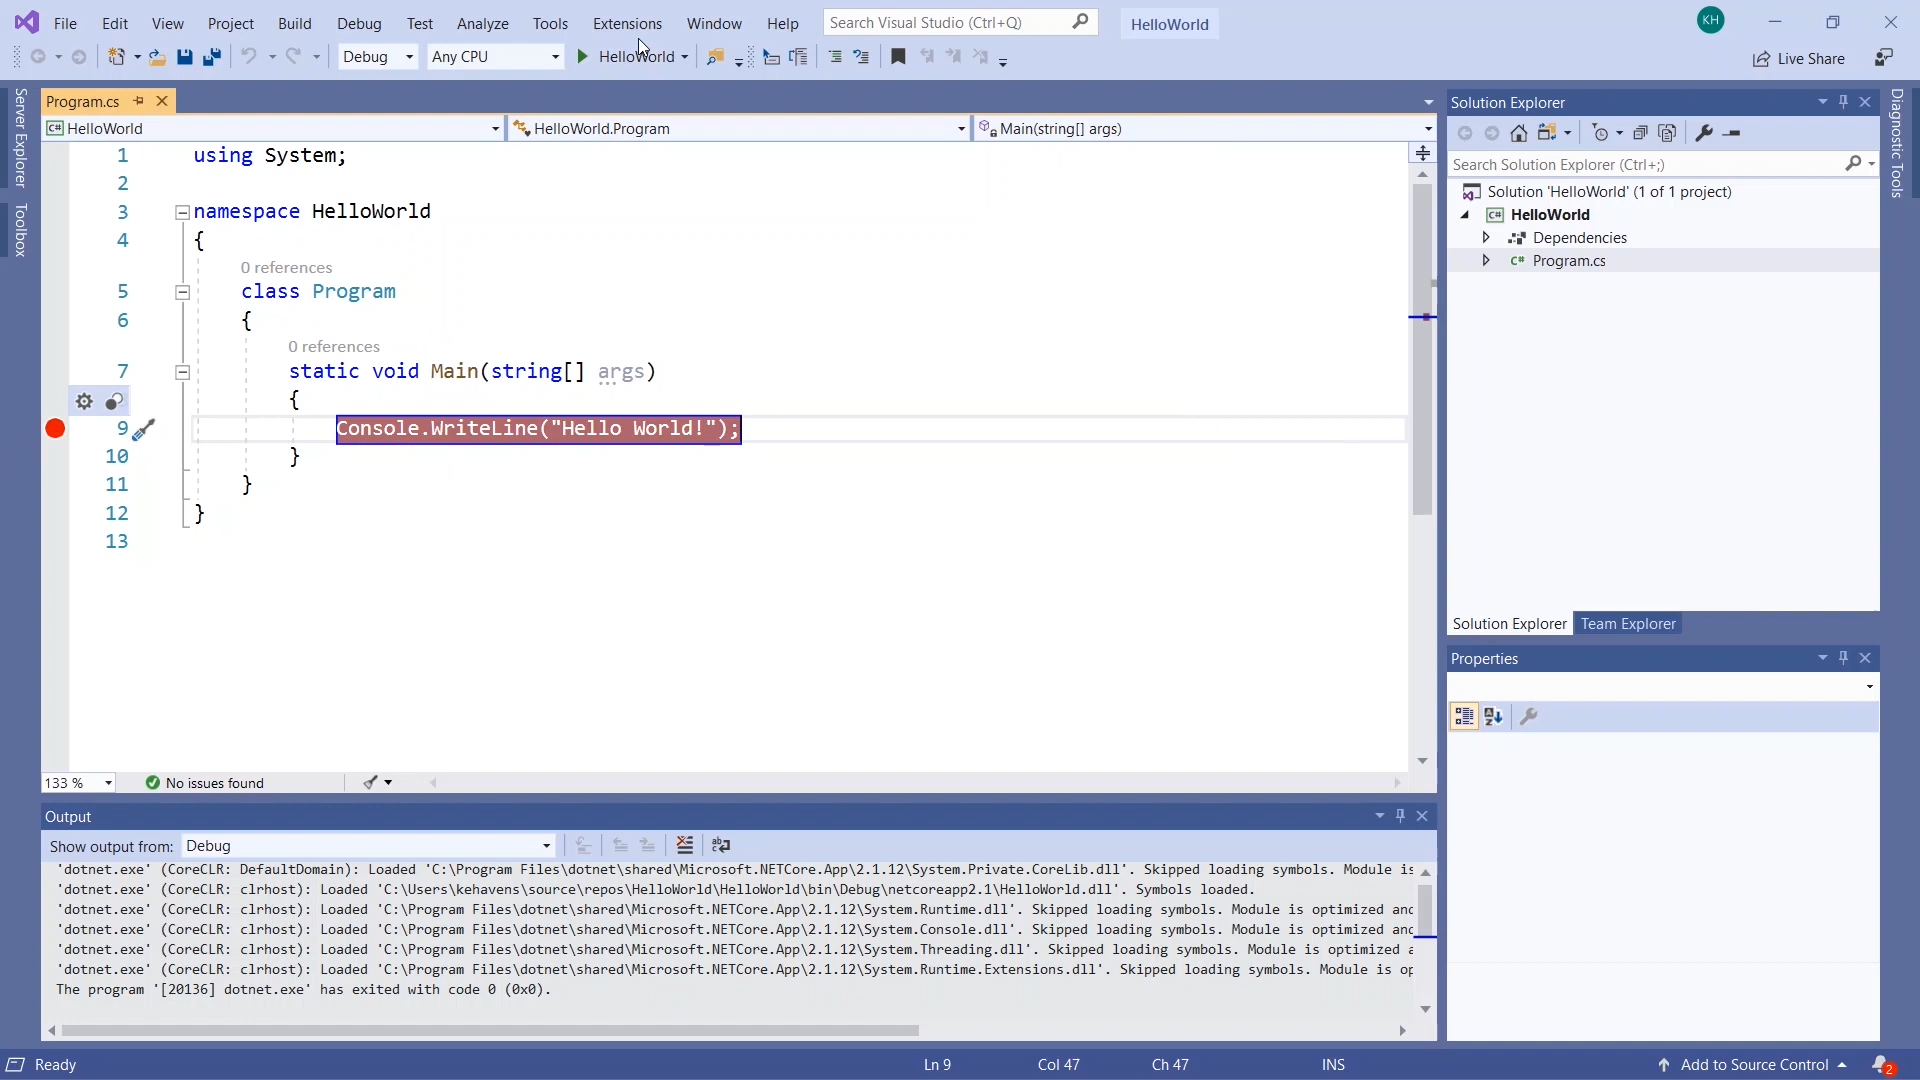 File Edit View Project Build Debug Test Analyze Tools Extensions Window Help Search Visual Studio (Ctrl+Q) HelloWorld KH
Debug Any CPU HelloWorld Live Share
Server Explorer
Toolbox
Program.cs
HelloWorld HelloWorld.Program Main(string[] args)
1 using System;
2
3 namespace HelloWorld
4 {
0 references
5 class Program
6 {
0 references
7 static void Main(string[] args)
{
9 Console.WriteLine("Hello World!");
10 }
11 }
12 }
13
133 % No issues found
Output
Show output from: Debug
'dotnet.exe' (CoreCLR: DefaultDomain): Loaded 'C:\Program Files\dotnet\shared\Microsoft.NETCore.App\2.1.12\System.Private.CoreLib.dll'. Skipped loading symbols. Module is
'dotnet.exe' (CoreCLR: clrhost): Loaded 'C:\Users\kehavens\source\repos\HelloWorld\HelloWorld\bin\Debug\netcoreapp2.1\HelloWorld.dll'. Symbols loaded.
'dotnet.exe' (CoreCLR: clrhost): Loaded 'C:\Program Files\dotnet\shared\Microsoft.NETCore.App\2.1.12\System.Runtime.dll'. Skipped loading symbols. Module is optimized and
'dotnet.exe' (CoreCLR: clrhost): Loaded 'C:\Program Files\dotnet\shared\Microsoft.NETCore.App\2.1.12\System.Console.dll'. Skipped loading symbols. Module is optimized and
'dotnet.exe' (CoreCLR: clrhost): Loaded 'C:\Program Files\dotnet\shared\Microsoft.NETCore.App\2.1.12\System.Threading.dll'. Skipped loading symbols. Module is optimized a
'dotnet.exe' (CoreCLR: clrhost): Loaded 'C:\Program Files\dotnet\shared\Microsoft.NETCore.App\2.1.12\System.Runtime.Extensions.dll'. Skipped loading symbols. Module is op
The program '[20136] dotnet.exe' has exited with code 0 (0x0).
Solution Explorer
Search Solution Explorer (Ctrl+;)
Solution 'HelloWorld' (1 of 1 project)
C# HelloWorld
Dependencies
C# Program.cs
Solution Explorer Team Explorer
Properties
Diagnostic Tools
Ready Ln 9 Col 47 Ch 47 INS Add to Source Control 2